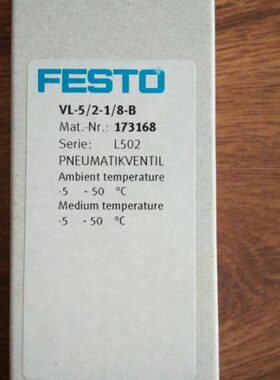 FESTO
VL-5/2-1/8-B
Mat.-Nr.: 173168
Serie: L502
PNEUMATIKVENTIL
Ambient temperature
-5 - 50 °C
Medium temperature
-5 - 50 °C